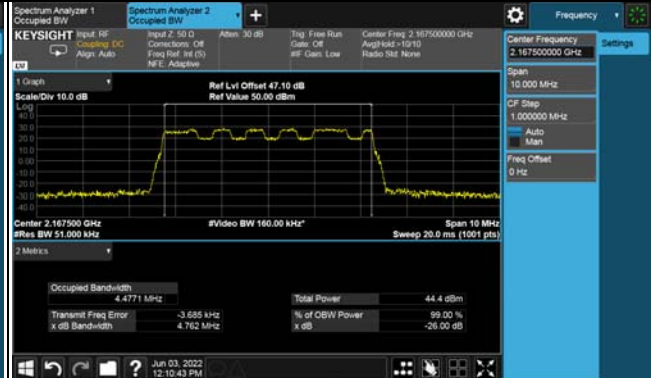 Spectrum Analyzer 1
Occupied BW
Spectrum Analyzer 2
Occupied BW
Frequency
KEYSIGHT
Input: RF
Coupling: DC
Align: Auto
Input Z: 50 Ω
Corrections: Off
Freq Ref: Int (S)
NFE: Adaptive
Atten: 30 dB
Trig: Free Run
Gate: Off
#IF Gain: Low
Center Freq: 2.167500000 GHz
Avg|Hold:>10/10
Radio Std: None
Center Frequency
2.167500000 GHz
Settings
Span
10.000 MHz
CF Step
1.000000 MHz
Auto
Man
Freq Offset
0 Hz
1 Graph
Scale/Div 10.0 dB
Ref Lvl Offset 47.10 dB
Ref Value 50.00 dBm
Log
40.0
30.0
20.0
10.0
0.00
-10.0
-20.0
-30.0
-40.0
Center 2.167500 GHz
#Res BW 51.000 kHz
#Video BW 160.00 kHz*
Span 10 MHz
Sweep 20.0 ms (1001 pts)
2 Metrics
Occupied Bandwidth
4.4771 MHz
Total Power 44.4 dBm
Transmit Freq Error -3.685 kHz
% of OBW Power 99.00 %
x dB Bandwidth 4.762 MHz
x dB -26.00 dB
?
Jun 03, 2022
12:10:43 PM